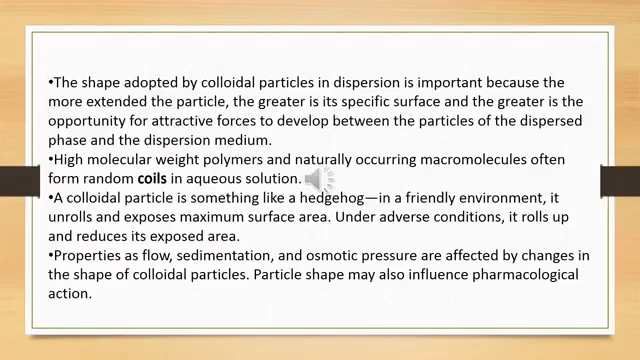 •The shape adopted by colloidal particles in dispersion is important because the
more extended the particle, the greater is its specific surface and the greater is the
opportunity for attractive forces to develop between the particles of the dispersed
phase and the dispersion medium.
•High molecular weight polymers and naturally occurring macromolecules often
form random coils in aqueous solution.
•A colloidal particle is something like a hedgehog—in a friendly environment, it
unrolls and exposes maximum surface area. Under adverse conditions, it rolls up
and reduces its exposed area.
•Properties as flow, sedimentation, and osmotic pressure are affected by changes in
the shape of colloidal particles. Particle shape may also influence pharmacological
action.